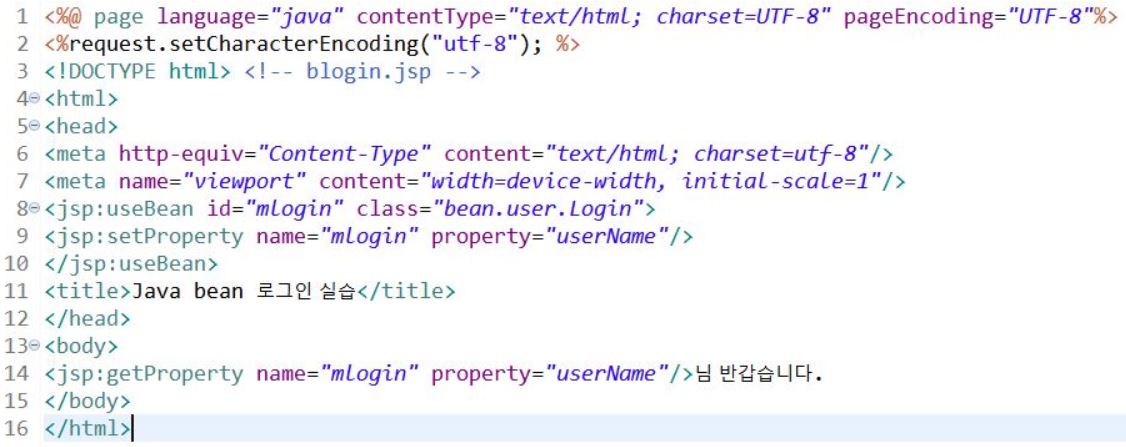 1 <%@ page language="java" contentType="text/html; charset=UTF-8" pageEncoding="UTF-8"%>
2 <%request.setCharacterEncoding("utf-8"); %>
3 <!DOCTYPE html> <!-- blogin.jsp -->
4 <html>
5 <head>
6 <meta http-equiv="Content-Type" content="text/html; charset=utf-8"/>
7 <meta name="viewport" content="width=device-width, initial-scale=1"/>
8 <jsp:useBean id="mlogin" class="bean.user.Login">
9 <jsp:setProperty name="mlogin" property="userName"/>
10 </jsp:useBean>
11 <title>Java bean 로그인 실습</title>
12 </head>
13 <body>
14 <jsp:getProperty name="mlogin" property="userName"/>님 반갑습니다.
15 </body>
16 </html>